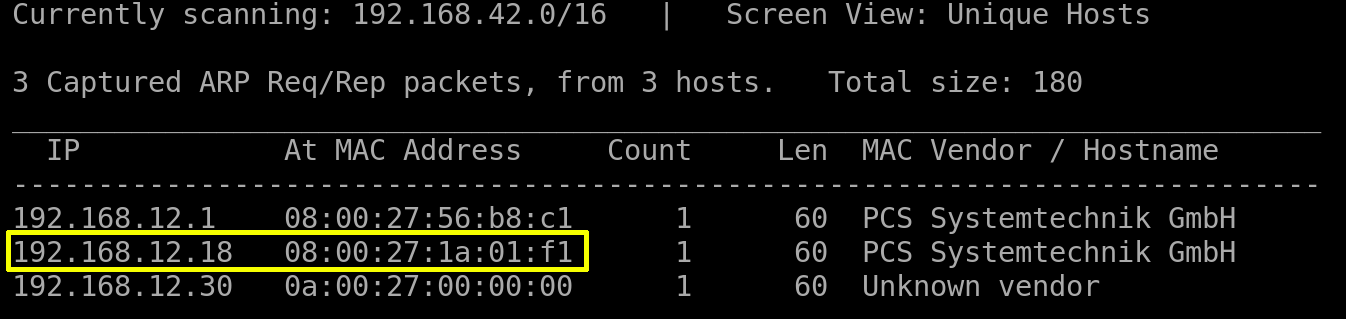 Currently scanning: 192.168.42.0/16   |   Screen View: Unique Hosts
3 Captured ARP Req/Rep packets, from 3 hosts.   Total size: 180
_____________________________________________________________________________
  IP            At MAC Address     Count     Len  MAC Vendor / Hostname
-----------------------------------------------------------------------------
192.168.12.1    08:00:27:56:b8:c1      1      60  PCS Systemtechnik GmbH
192.168.12.18   08:00:27:1a:01:f1      1      60  PCS Systemtechnik GmbH
192.168.12.30   0a:00:27:00:00:00      1      60  Unknown vendor